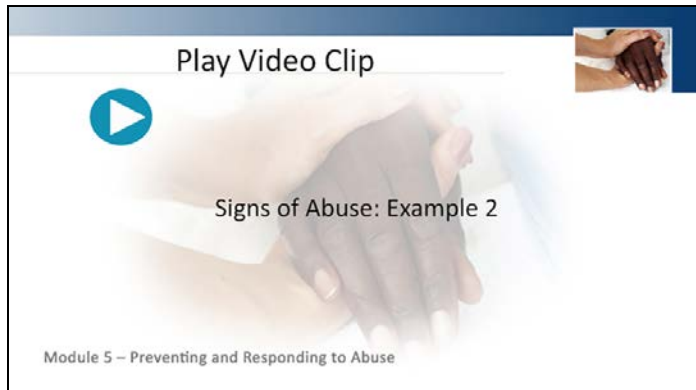 Play Video Clip
Signs of Abuse: Example 2
Module 5 – Preventing and Responding to Abuse